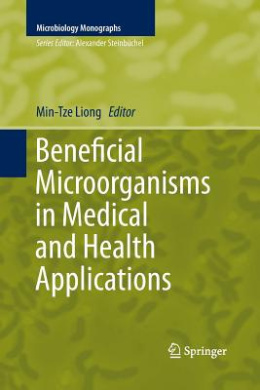 Microbiology Monographs
Series Editor: Alexander Steinbüchel
Min-Tze Liong Editor
Beneficial
Microorganisms
in Medical
and Health
Applications
Springer